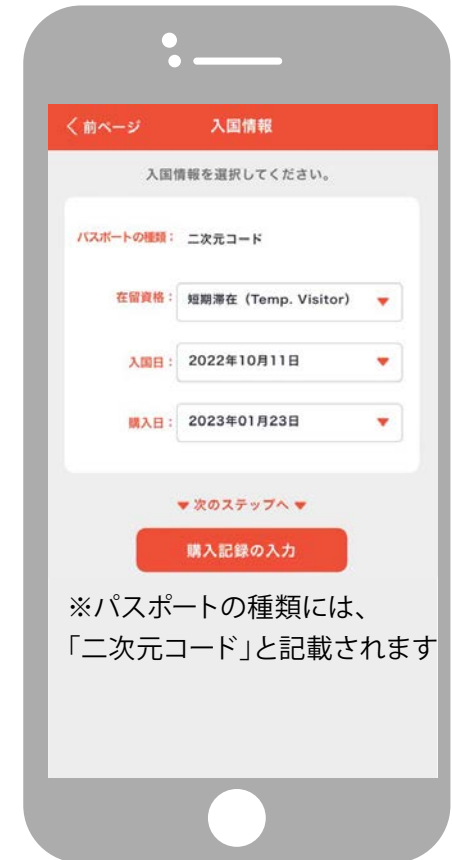 前ページ 入国情報
入国情報を選択してください。
パスポートの種類： 二次元コード
在留資格： 短期滞在（Temp. Visitor） ▼
入国日： 2022年10月11日 ▼
購入日： 2023年01月23日 ▼
▼ 次のステップへ ▼
購入記録の入力
※パスポートの種類には、
「二次元コード」と記載されます